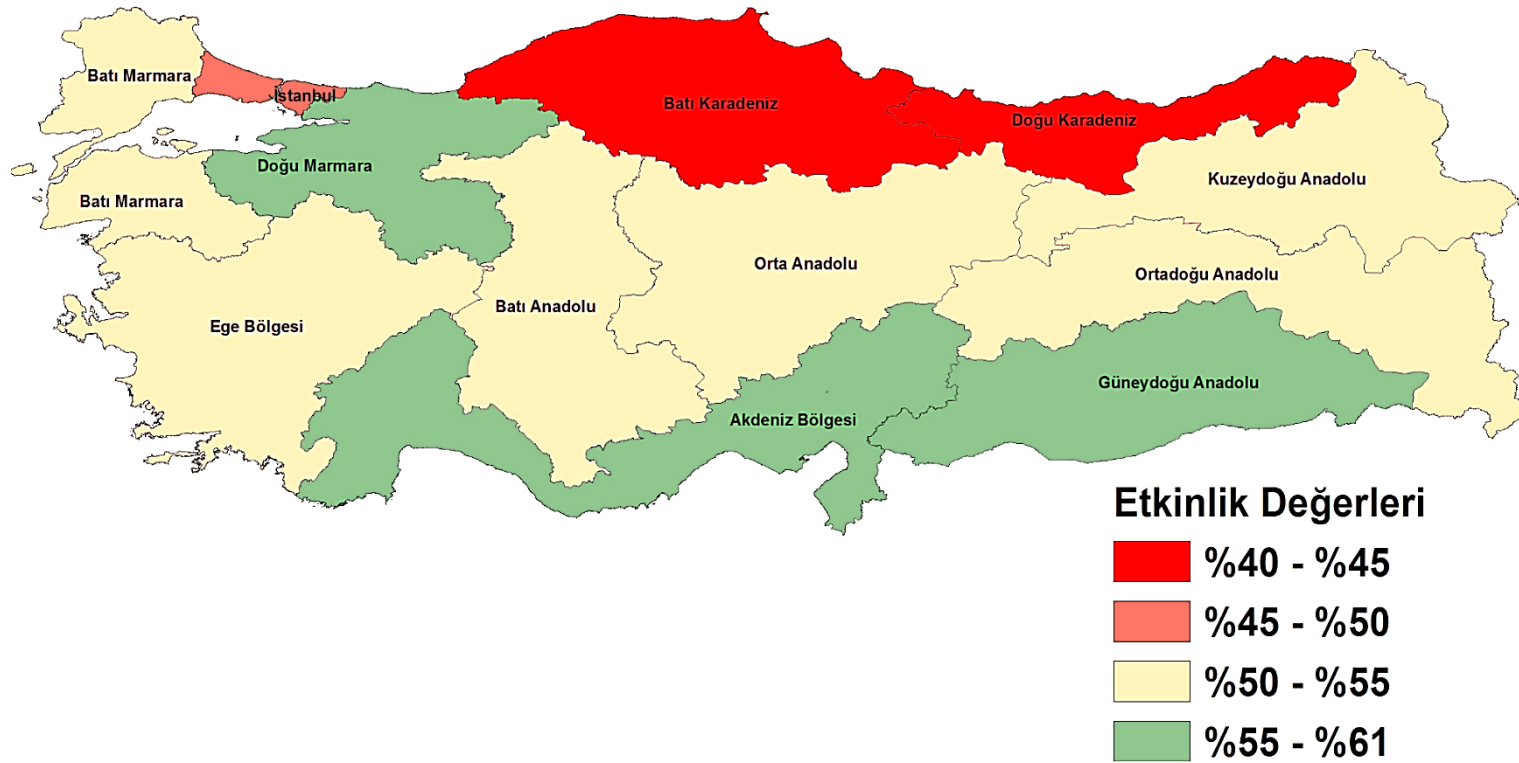 Batı Marmara
İstanbul
Batı Karadeniz
Doğu Karadeniz
Doğu Marmara
Kuzeydoğu Anadolu
Batı Marmara
Orta Anadolu
Ortadoğu Anadolu
Batı Anadolu
Ege Bölgesi
Güneydoğu Anadolu
Akdeniz Bölgesi
Etkinlik Değerleri
%40 - %45
%45 - %50
%50 - %55
%55 - %61